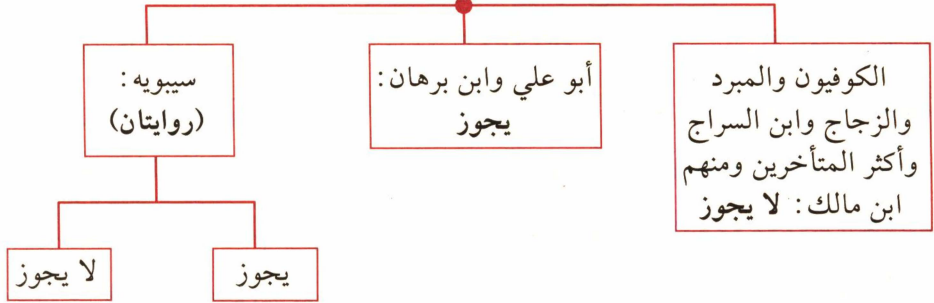 الكوفيون والمبرد
والزجاج وابن السراج
وأكثر المتأخرين ومنهم
ابن مالك: لا يجوز
أبو علي وابن برهان:
يجوز
سيبويه:
(روايتان)
يجوز
لا يجوز